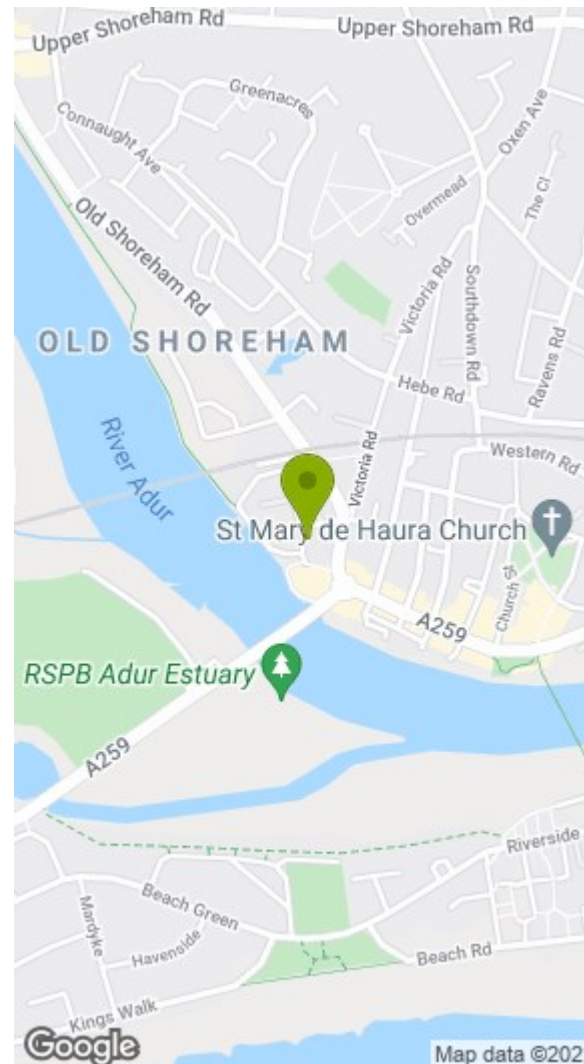 Upper Shoreham Rd
Upper Shoreham Rd
Greenacres
Connaught Ave
Oxen Ave
Overmead
The Cl
Old Shoreham Rd
Victoria Rd
Southdown Rd
OLD SHOREHAM
Ravens Rd
Hebe Rd
River Adur
Victoria Rd
Western Rd
St Mary de Haura Church
Church St
A259
RSPB Adur Estuary
A259
Riverside
Beach Green
Mardyke
Havenside
Beach Rd
Kings Walk
Google
Map data ©202